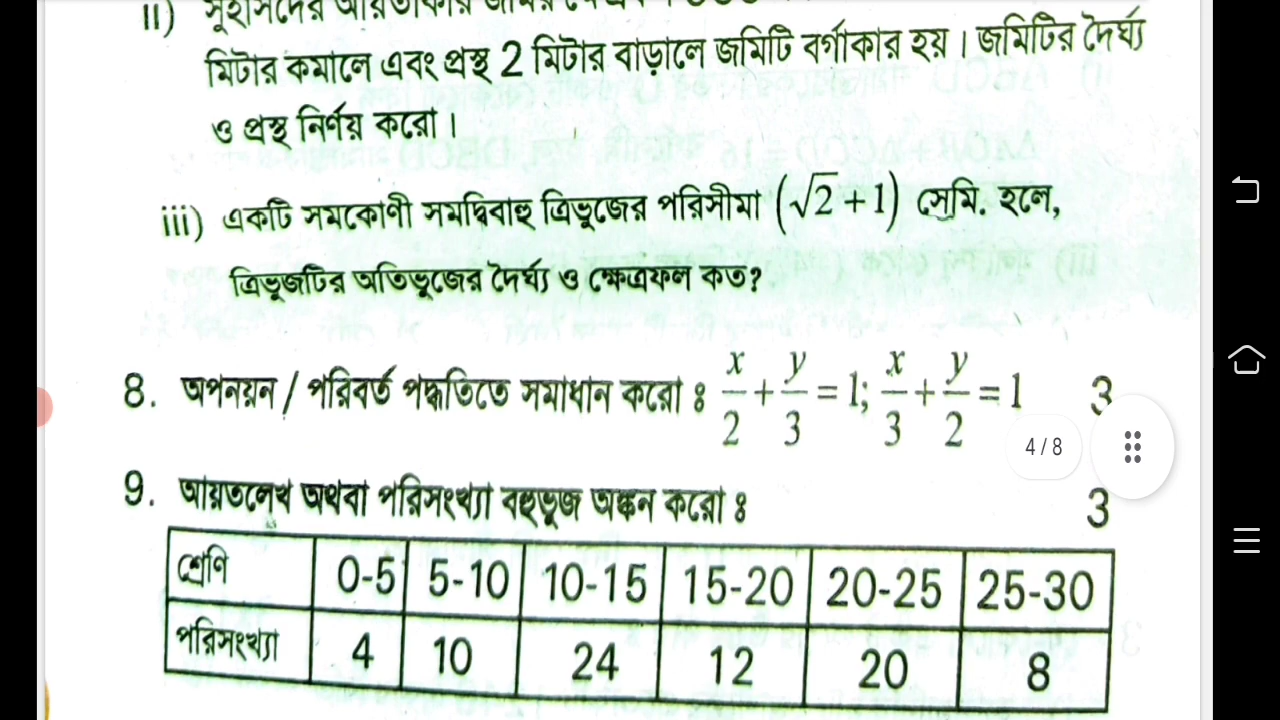 ii) সুহাসদের আয়তাকার জমির
মিটার কমালে এবং প্রস্থ 2 মিটার বাড়ালে জমিটি বর্গাকার হয়। জমিটির দৈর্ঘ্য
ও প্রস্থ নির্ণয় করো।
iii) একটি সমকোণী সমদ্বিবাহু ত্রিভুজের পরিসীমা (√2 + 1) সেমি. হলে,
ত্রিভুজটির অতিভুজের দৈর্ঘ্য ও ক্ষেত্রফল কত?
8. অপনয়ন / পরিবর্ত পদ্ধতিতে সমাধান করো ঃ x/2 + y/3 = 1; x/3 + y/2 = 1 3
4/8
9. আয়তলেখ অথবা পরিসংখ্যা বহুভুজ অঙ্কন করো ঃ 3
শ্রেণি 0-5 5-10 10-15 15-20 20-25 25-30
পরিসংখ্যা 4 10 24 12 20 8